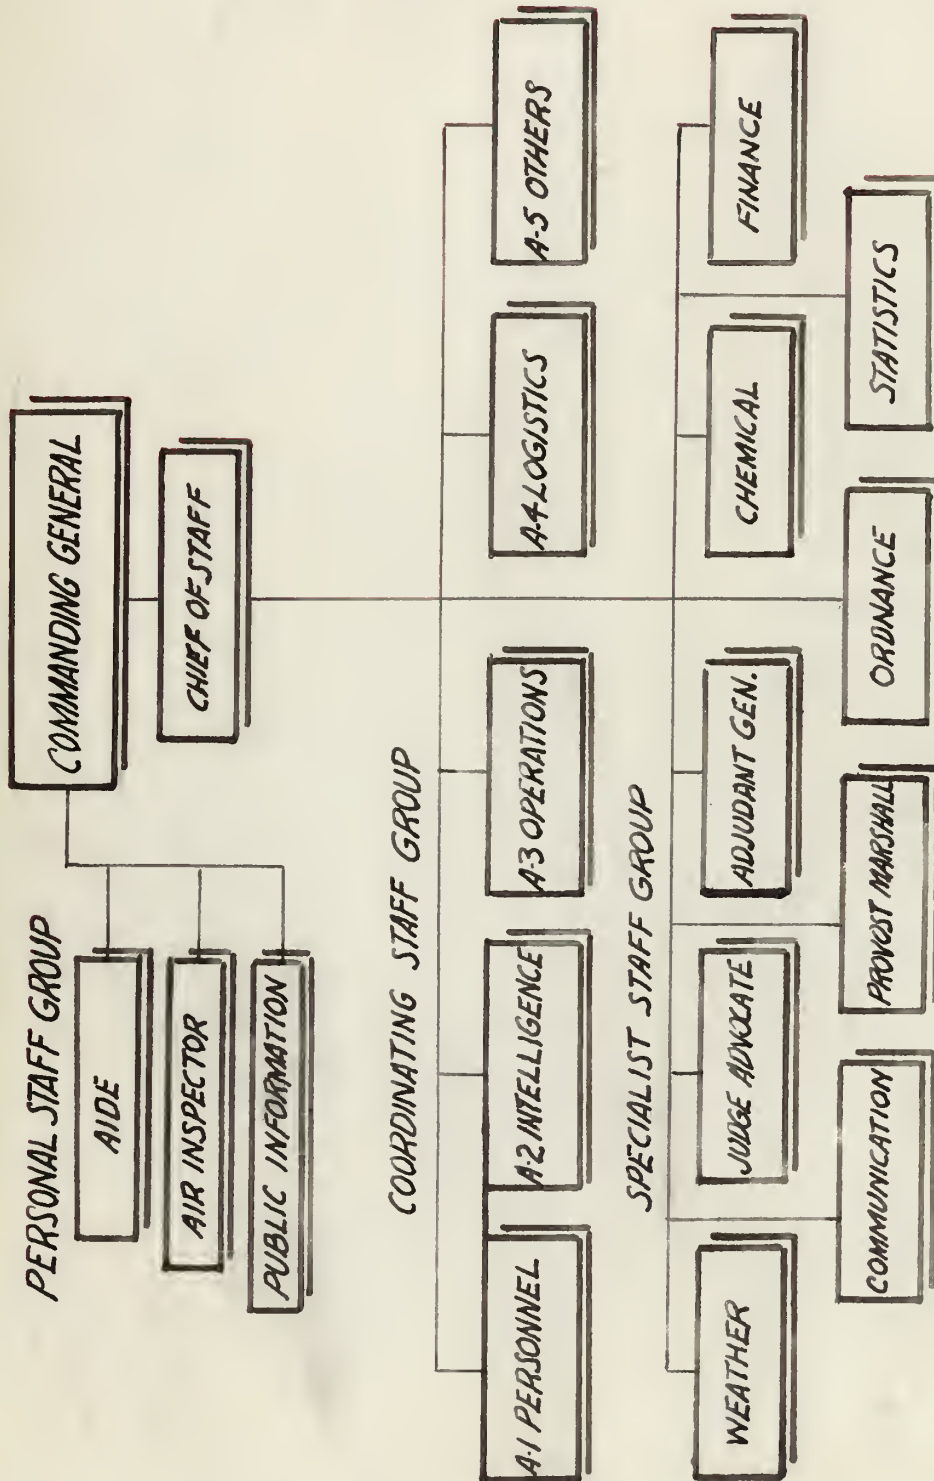 COMMANDING GENERAL
CHIEF OF STAFF
PERSONAL STAFF GROUP
AIDE
AIR INSPECTOR
PUBLIC INFORMATION
COORDINATING STAFF GROUP
A-1 PERSONNEL
A-2 INTELLIGENCE
A-3 OPERATIONS
A-4 LOGISTICS
A-5 OTHERS
SPECIALIST STAFF GROUP
WEATHER
JUDGE ADVOCATE
ADJUDANT GEN.
CHEMICAL
FINANCE
COMMUNICATION
PROVOST MARSHALL
ORDNANCE
STATISTICS